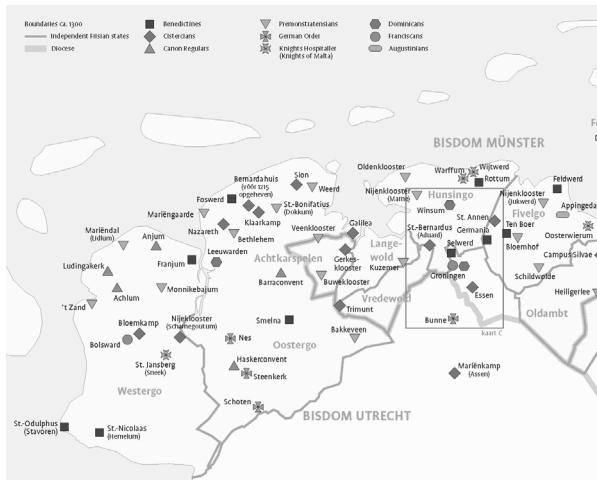 Boundaries ca. 1300
Independent Frisian states
Diocese
Benedictines
Cistercians
Canon Regulars
Premonstratensians
German Order
Knights Hospitaller
(Knights of Malta)
Dominicans
Franciscans
Augustinians
BISDOM MÜNSTER
Oldenklooster
Warffum
Wijtwerd
Rottum
Feldwerd
Nijenklooster
(Marne)
Hunsingo
Nijenklooster
(Jukwerd)
Winsum
Fivelgo
Appingeda
St. Annen
Ten Boer
Oosterwierum
St.-Bernardus
(Aduard)
Germania
Selwerd
Bloemhof
Campus Silvae
Groningen
Schildwolde
Heiligerlee
Essen
Oldambt
Bunne
kaart C
Mariënkamp
(Assen)
Bernardahuis
(vóór 1215
opgeheven)
Sion
Weerd
Foswerd
St.-Bonifatius
(Dokkum)
Mariëngaarde
Klaarkamp
Nazareth
Bethlehem
Veenklooster
Galilea
Mariëndal
(Lidlum)
Anjum
Leeuwarden
Achtkarspelen
Gerkes-
klooster
Lange-
wold
Kuzemer
Ludingakerk
Franjum
Barraconvent
Buweklooster
Achlum
Monnikebajum
Vredewold
't Zand
Trimunt
Bloemkamp
Nijeklooster
(Scharnegoutum)
Smelna
Bakkeveen
Bolsward
Nes
Oostergo
St. Jansberg
(Sneek)
Haskerconvent
Steenkerk
Westergo
Schoten
BISDOM UTRECHT
St.-Odulphus
(Stavoren)
St.-Nicolaas
(Hemelum)